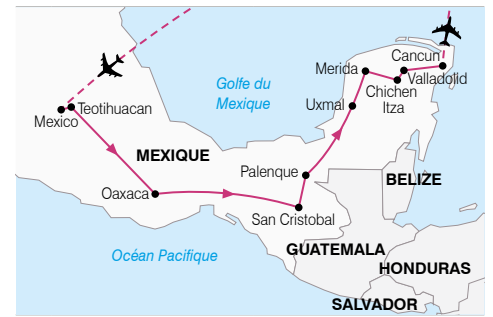 Cancun
Merida
Valladolid
Chichen
Itza
Golfe du
Mexique
Uxmal
Teotihuacan
Mexico
MEXIQUE
Palenque
BELIZE
Oaxaca
San Cristobal
Océan Pacifique
GUATEMALA
HONDURAS
SALVADOR